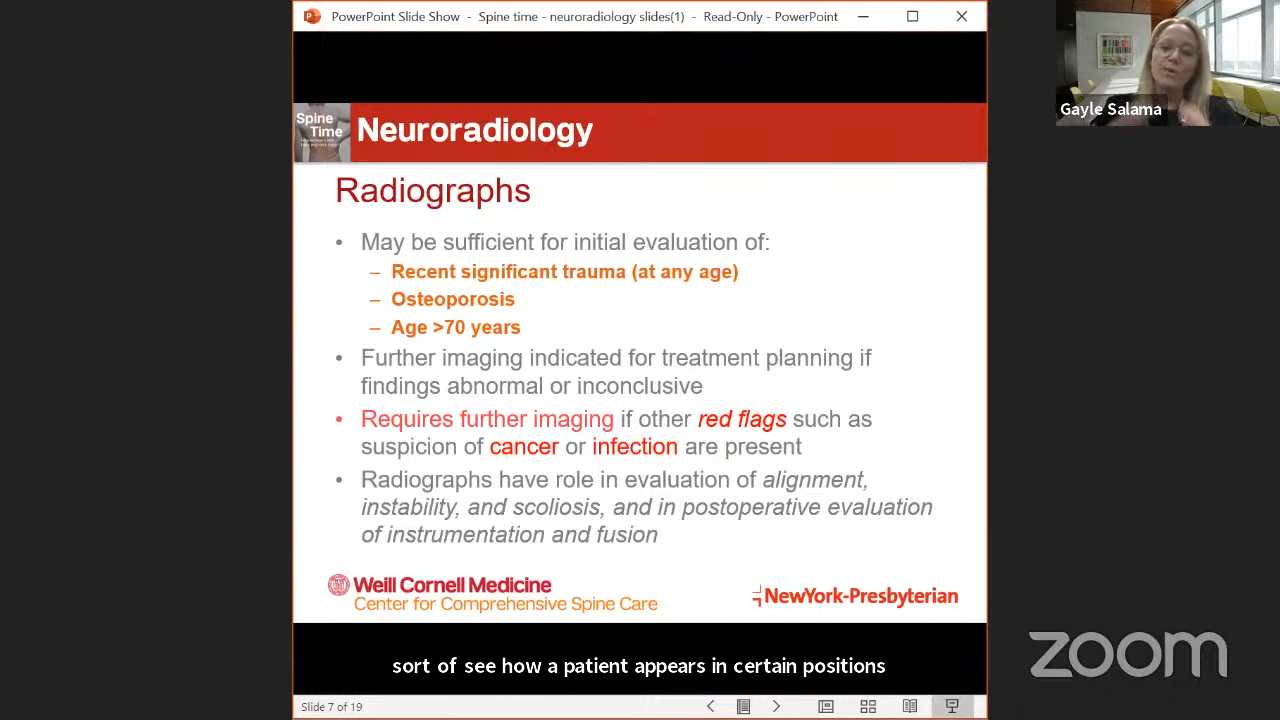 PowerPoint Slide Show - Spine time - neuroradiology slides(1) - Read-Only - PowerPoint
Gayle Salama
Spine
Time
Neuroradiology
Radiographs
• May be sufficient for initial evaluation of:
– Recent significant trauma (at any age)
– Osteoporosis
– Age >70 years
• Further imaging indicated for treatment planning if
findings abnormal or inconclusive
• Requires further imaging if other red flags such as
suspicion of cancer or infection are present
• Radiographs have role in evaluation of alignment,
instability, and scoliosis, and in postoperative evaluation
of instrumentation and fusion
Weill Cornell Medicine
Center for Comprehensive Spine Care
NewYork-Presbyterian
sort of see how a patient appears in certain positions
zoom
Slide 7 of 19